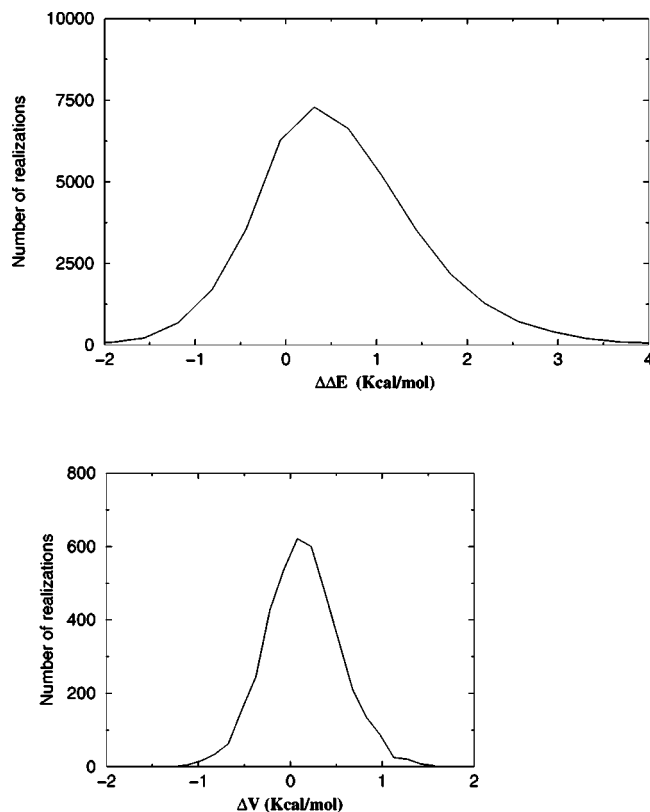 10000
7500
5000
2500
0
Number of realizations
−2 −1 0 1 2 3 4
ΔΔE (Kcal/mol)
800
600
400
200
0
Number of realizations
−2 −1 0 1 2
ΔV (Kcal/mol)